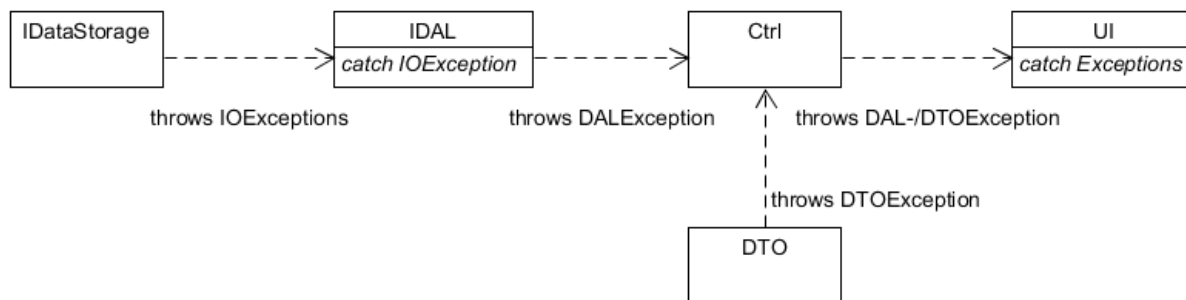 IDataStorage
IDAL
catch IOException
Ctrl
UI
catch Exceptions
throws IOExceptions
throws DALException
throws DAL-/DTOException
throws DTOException
DTO